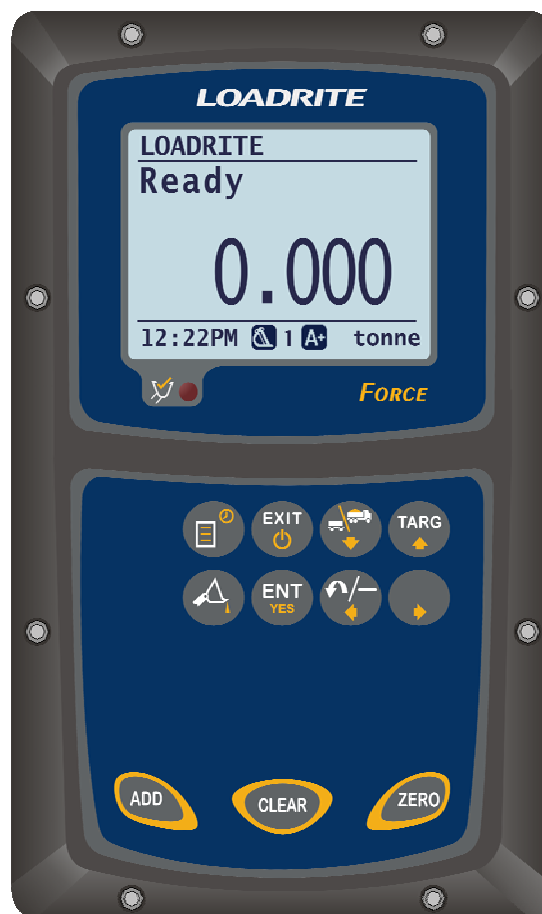 LOADRITE
LOADRITE
Ready
0.000
12:22PM 1 A+ tonne
FORCE
EXIT TARG
ENT
YES
ADD CLEAR ZERO